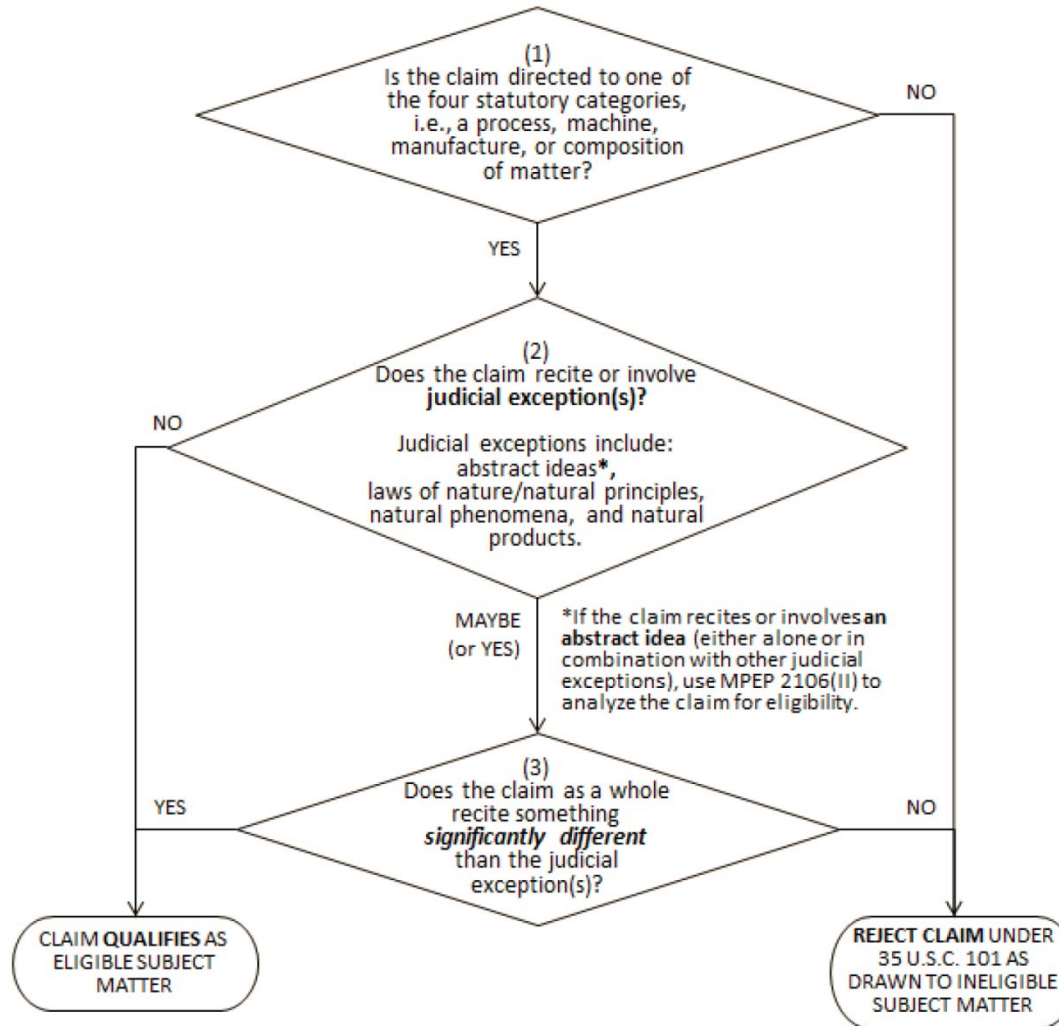 (1)
Is the claim directed to one of
the four statutory categories,
i.e., a process, machine,
manufacture, or composition
of matter?
NO
YES
(2)
Does the claim recite or involve
judicial exception(s)?
NO
Judicial exceptions include:
abstract ideas*,
laws of nature/natural principles,
natural phenomena, and natural
products.
MAYBE
(or YES)
*If the claim recites or involves an
abstract idea (either alone or in
combination with other judicial
exceptions), use MPEP 2106(II) to
analyze the claim for eligibility.
(3)
Does the claim as a whole
recite something
significantly different
than the judicial
exception(s)?
YES
NO
CLAIM QUALIFIES AS
ELIGIBLE SUBJECT
MATTER
REJECT CLAIM UNDER
35 U.S.C. 101 AS
DRAWN TO INELIGIBLE
SUBJECT MATTER